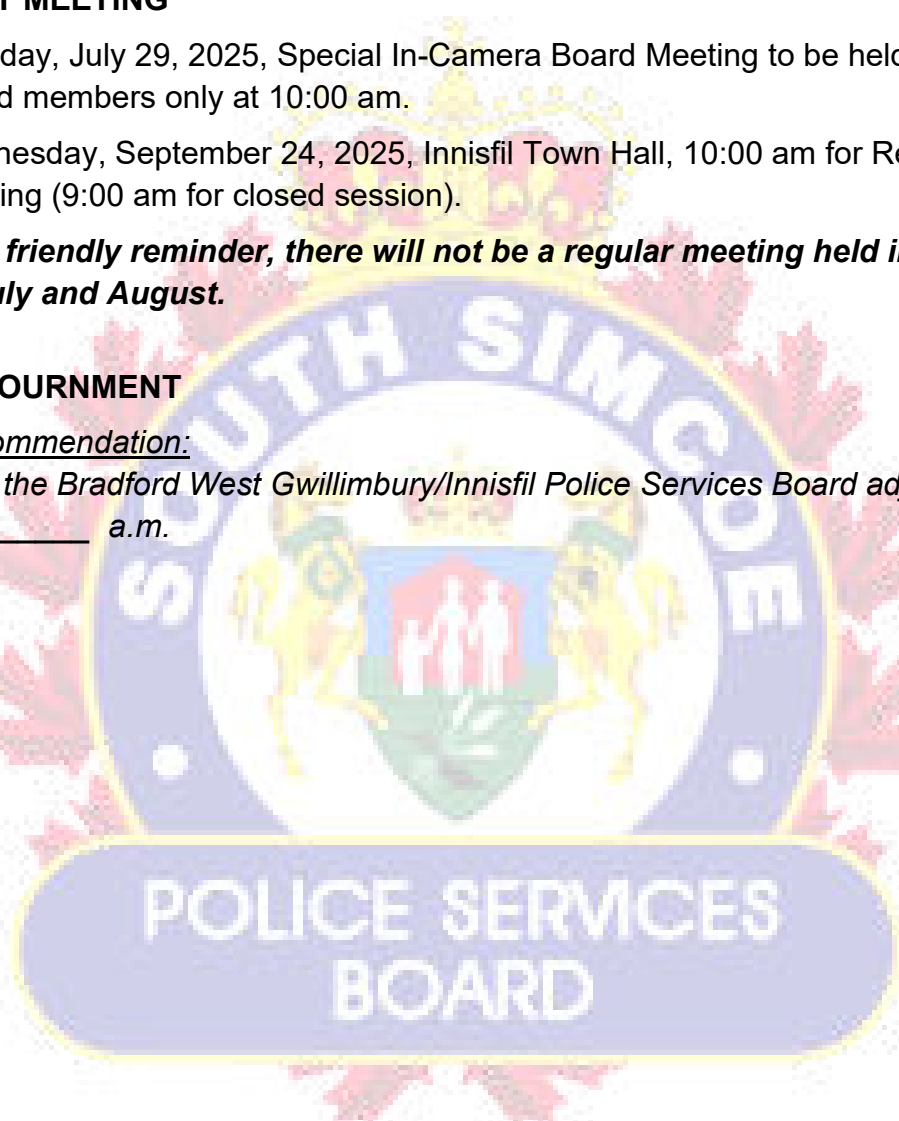 T MEETING
day, July 29, 2025, Special In-Camera Board Meeting to be held
d members only at 10:00 am.
nesday, September 24, 2025, Innisfil Town Hall, 10:00 am for Re
ing (9:00 am for closed session).
friendly reminder, there will not be a regular meeting held i
uly and August.
OURNMENT
ommendation:
the Bradford West Gwillimbury/Innisfil Police Services Board ad
______ a.m.
SOUTH SIMCOE
POLICE SERVICES
BOARD